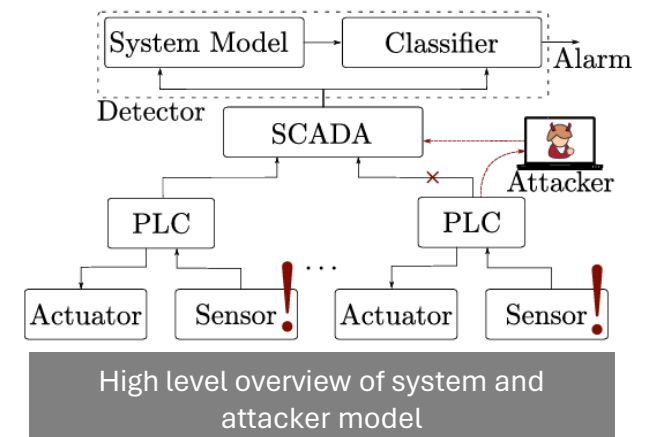 System Model
Classifier
Alarm
Detector
SCADA
Attacker
PLC
PLC
...
Actuator
Sensor
!
Actuator
Sensor
!
High level overview of system and
attacker model